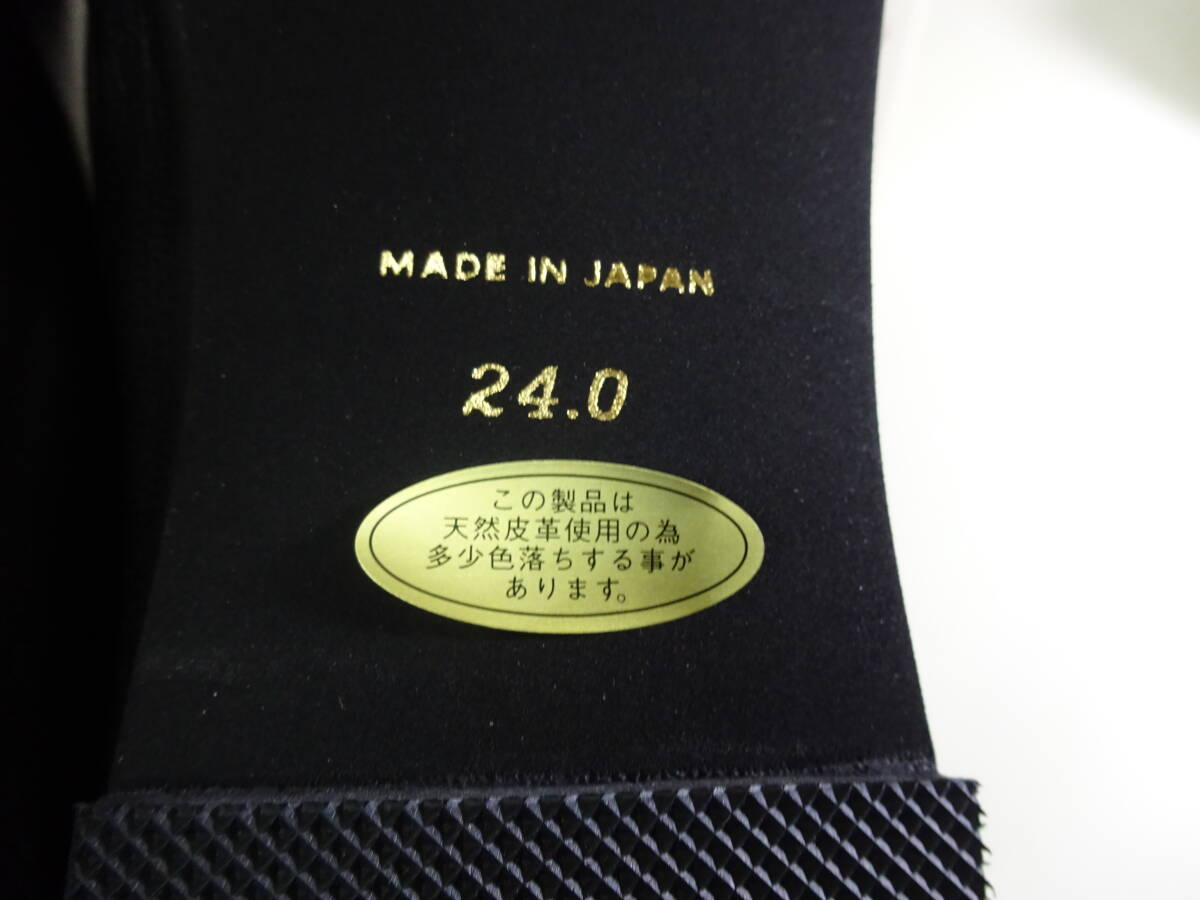 MADE IN JAPAN
24.0
この製品は
天然皮革使用の為
多少色落ちする事が
あります。